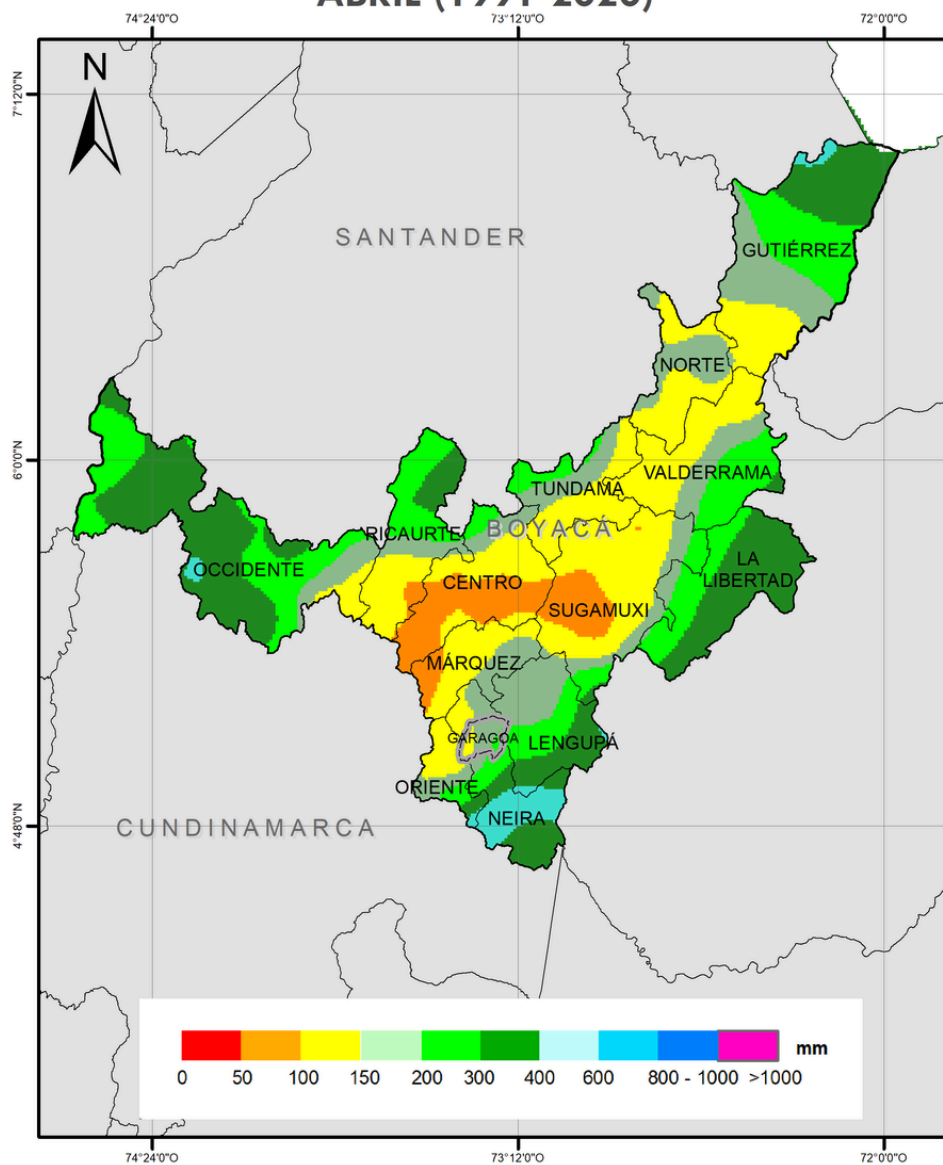 ABRIL (1991-2020)
74°24'0"O 73°12'0"O 72°0'0"O
N
7°12'0"N
SANTANDER
GUTIÉRREZ
NORTE
6°0'0"N
VALDERRAMA
TUNDAMA
BOYACÁ
RICAURTE
LA
LIBERTAD
OCCIDENTE
CENTRO
SUGAMUXI
MÁRQUEZ
GARAGOA
LENGUPÁ
ORIENTE
NEIRA
4°48'0"N
CUNDINAMARCA
mm
0 50 100 150 200 300 400 600 800 - 1000 >1000
74°24'0"O 73°12'0"O 72°0'0"O